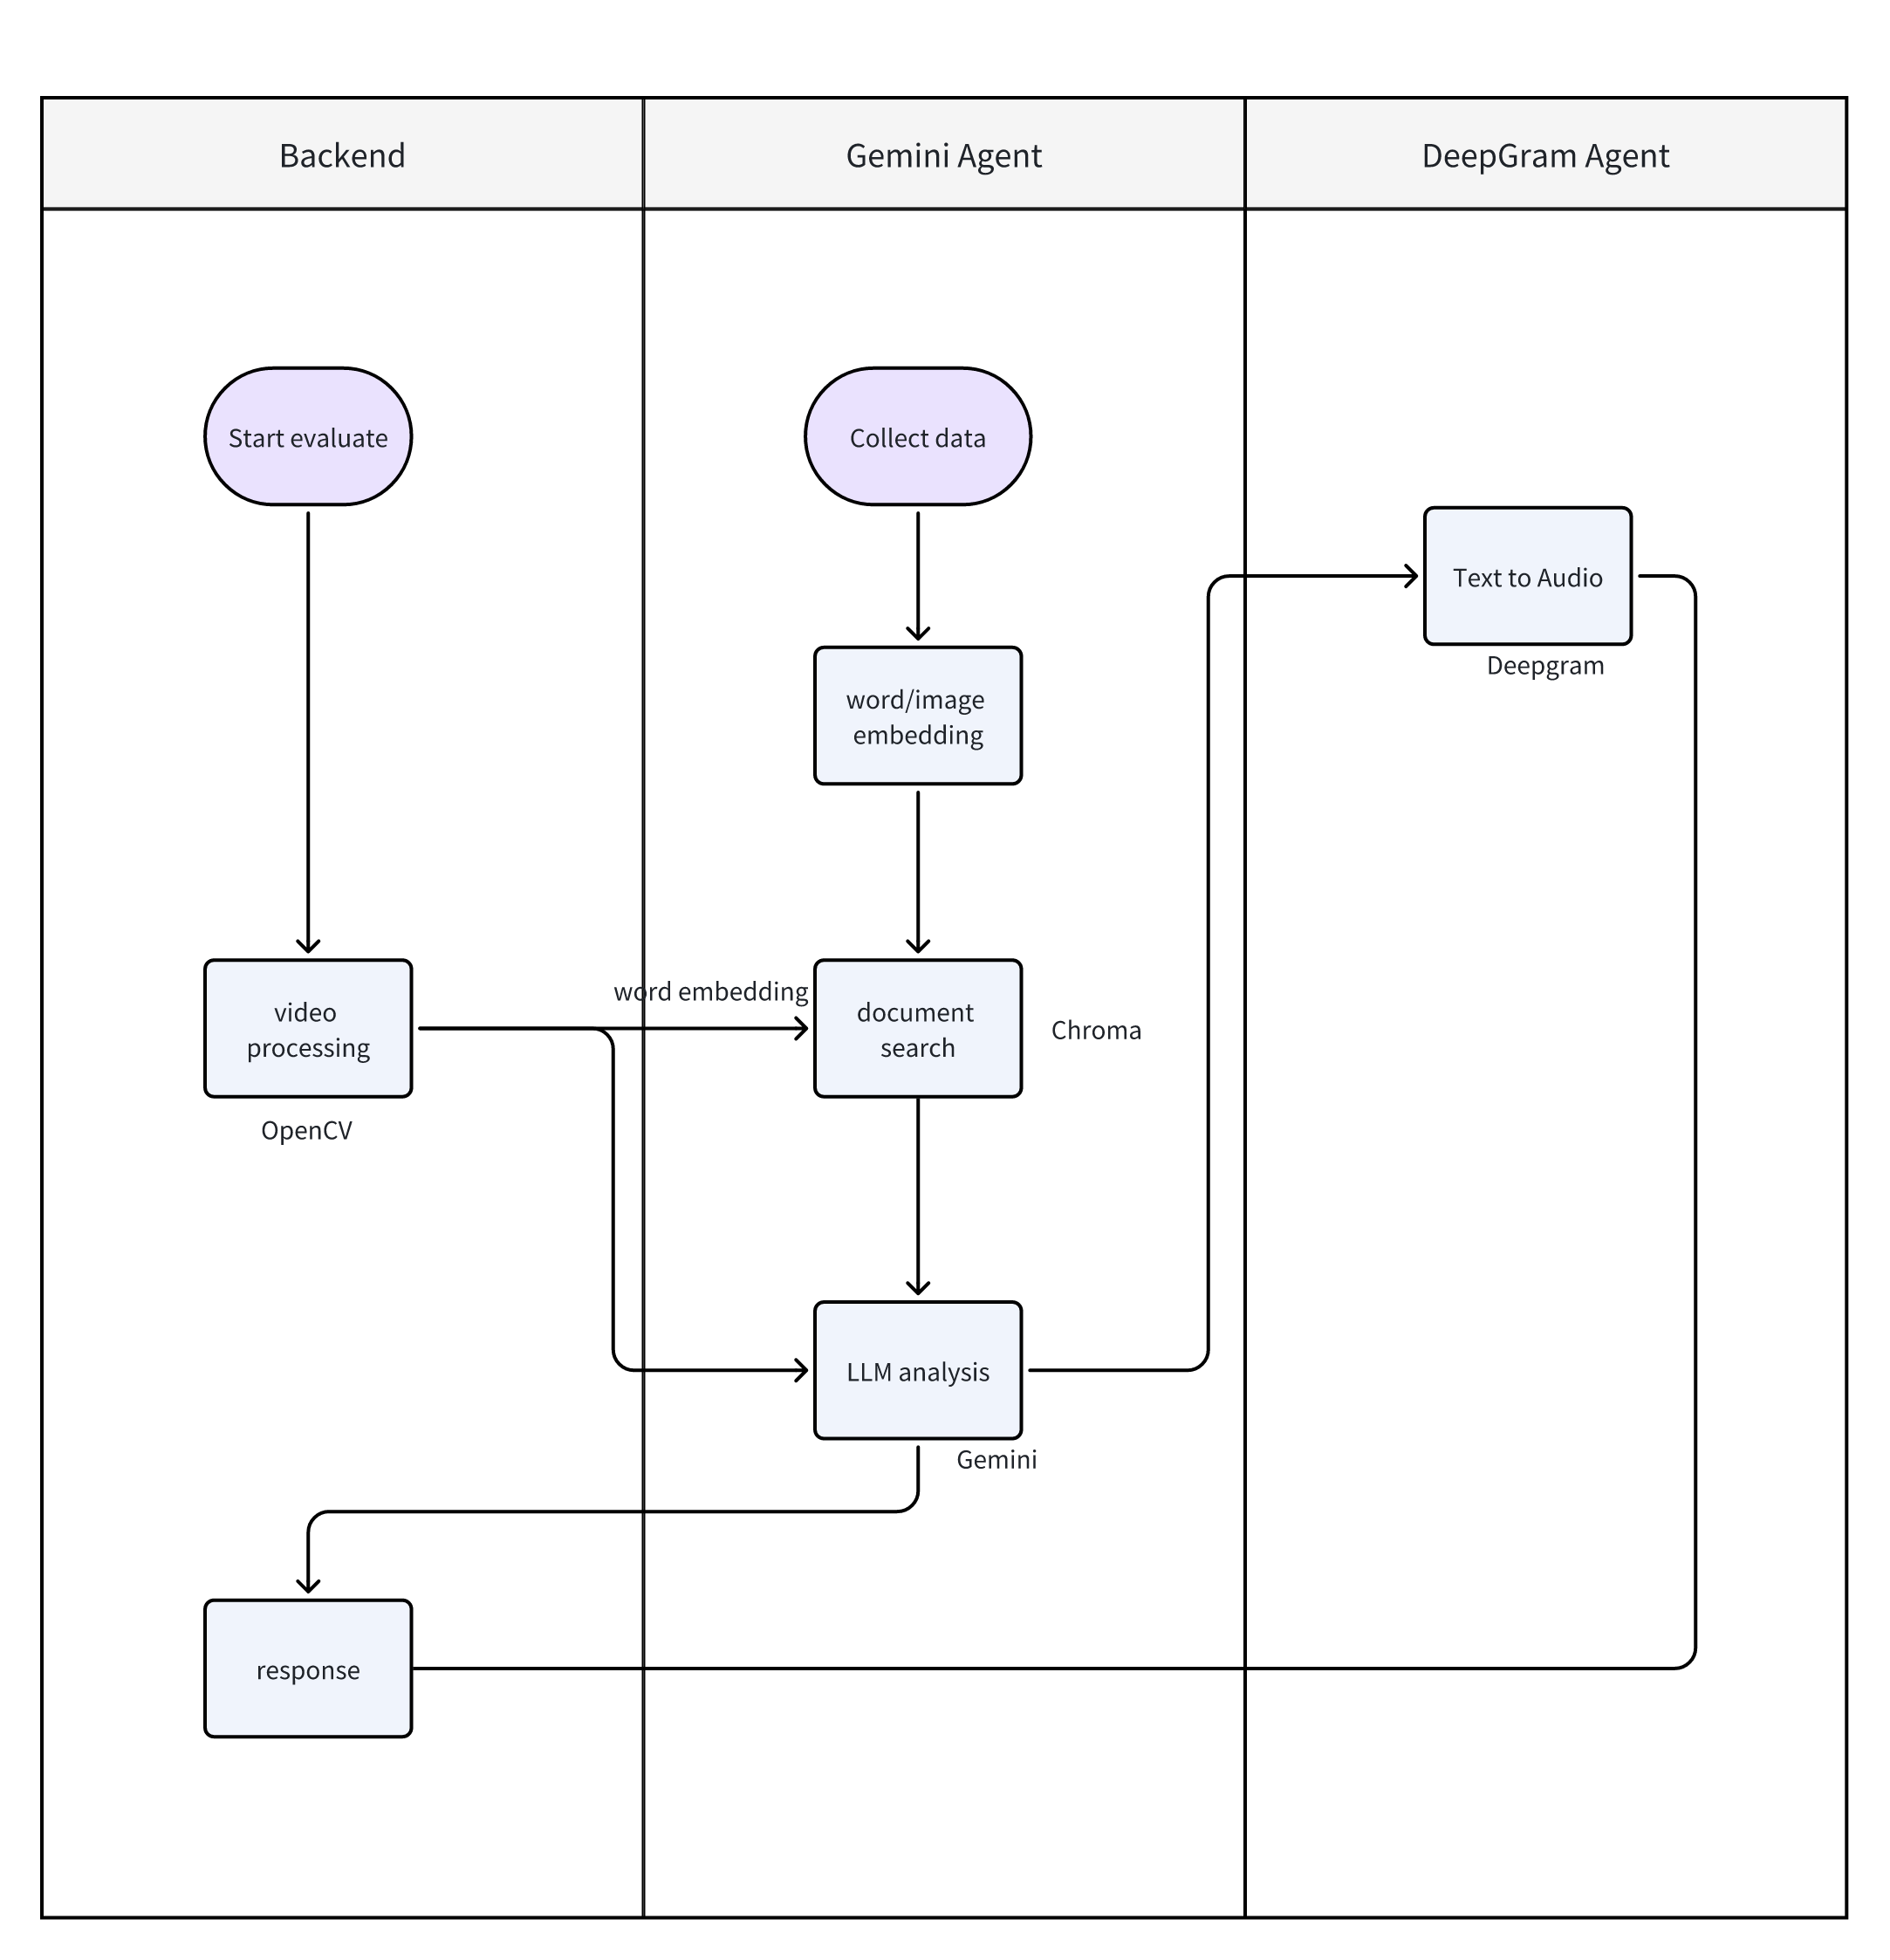 Backend
Gemini Agent
DeepGram Agent
Start evaluate
Collect data
Text to Audio
Deepgram
word/image
embedding
word embedding
video
processing
document
search
Chroma
OpenCV
LLM analysis
Gemini
response